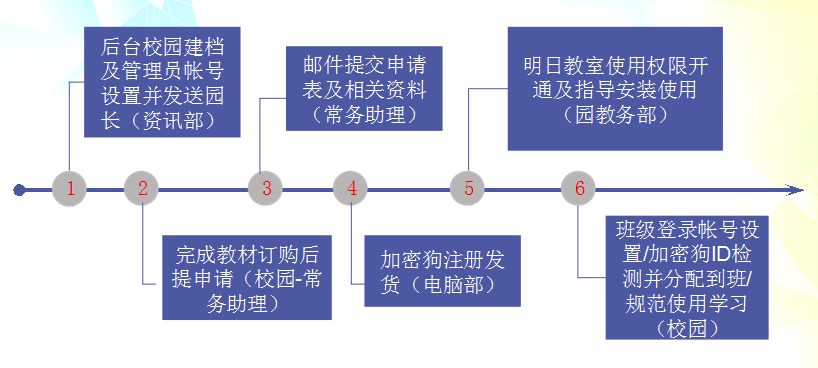 后台校园建档
及管理员帐号
设置并发送园
长（资讯部）
邮件提交申请
表及相关资料
（常务助理）
明日教室使用权限开
通及指导安装使用
（园教务部）
1
2
3
4
5
6
完成教材订购后
提申请（校园-常
务助理）
加密狗注册发
货（电脑部）
班级登录帐号设
置/加密狗ID检
测并分配到班/
规范使用学习
（校园）